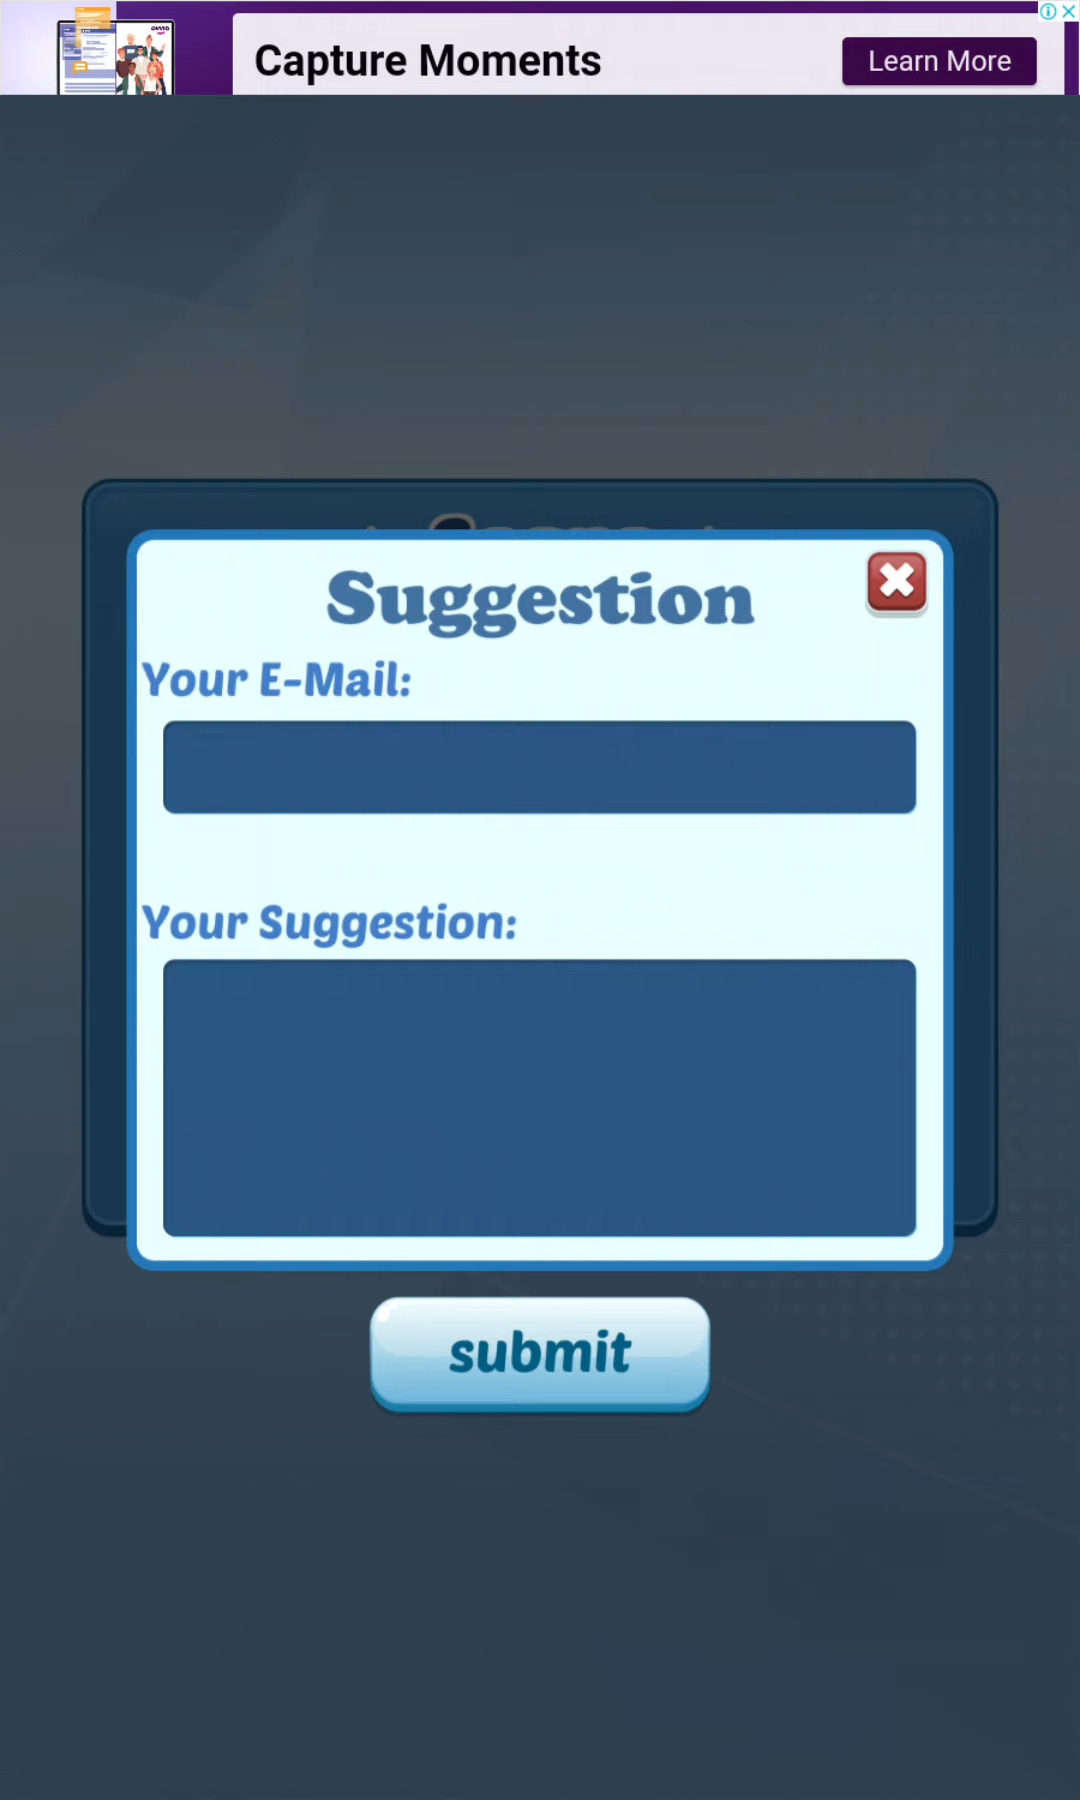 Capture Moments
Learn More
Suggestion
Your E-Mail:
Your Suggestion:
submit